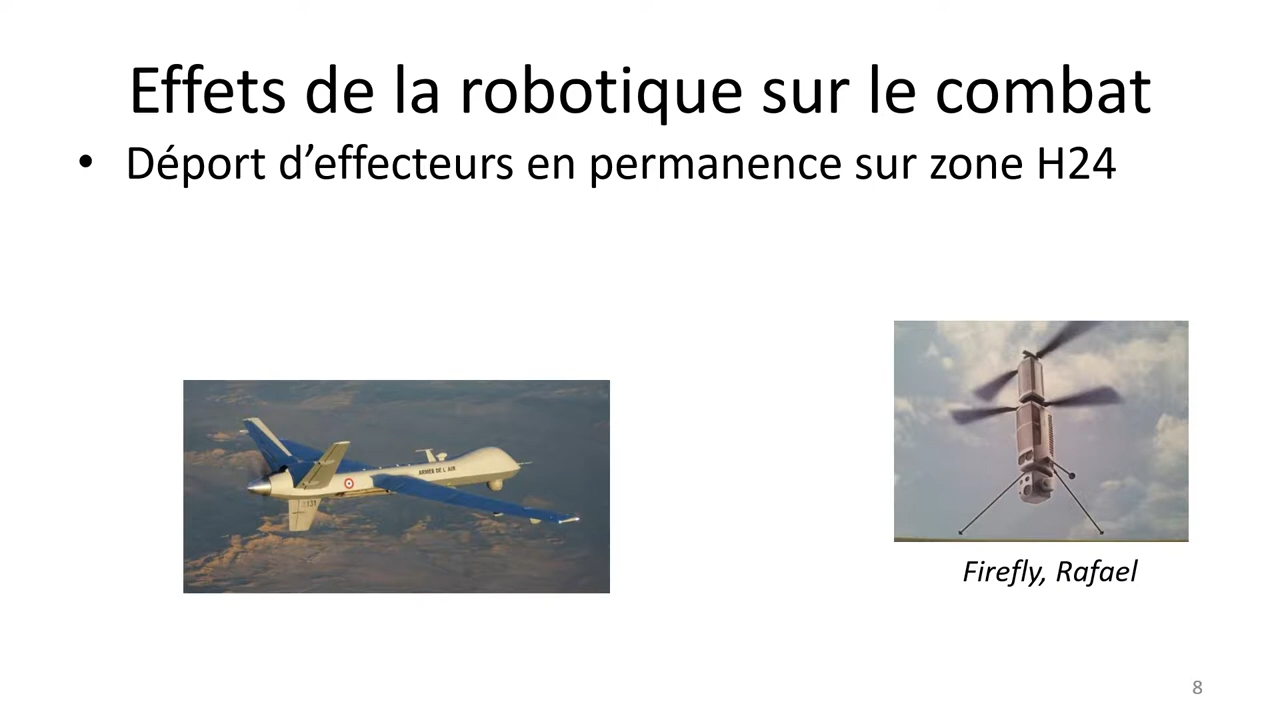 Effets de la robotique sur le combat
• Déport d’effecteurs en permanence sur zone H24
ARMEE DE L AIR
Firefly, Rafael
8